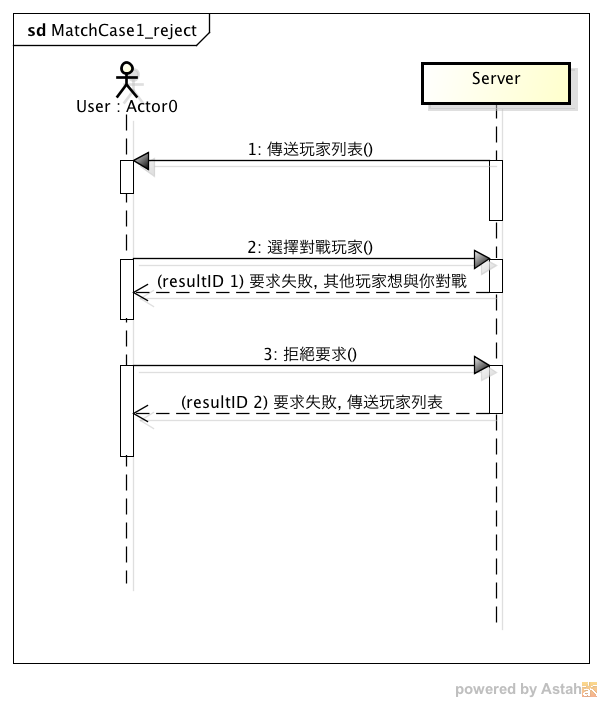 sd MatchCase1_reject
User : Actor0
Server
1: 傳送玩家列表()
2: 選擇對戰玩家()
(resultID 1) 要求失敗, 其他玩家想與你對戰
3: 拒絕要求()
(resultID 2) 要求失敗, 傳送玩家列表
powered by Astah